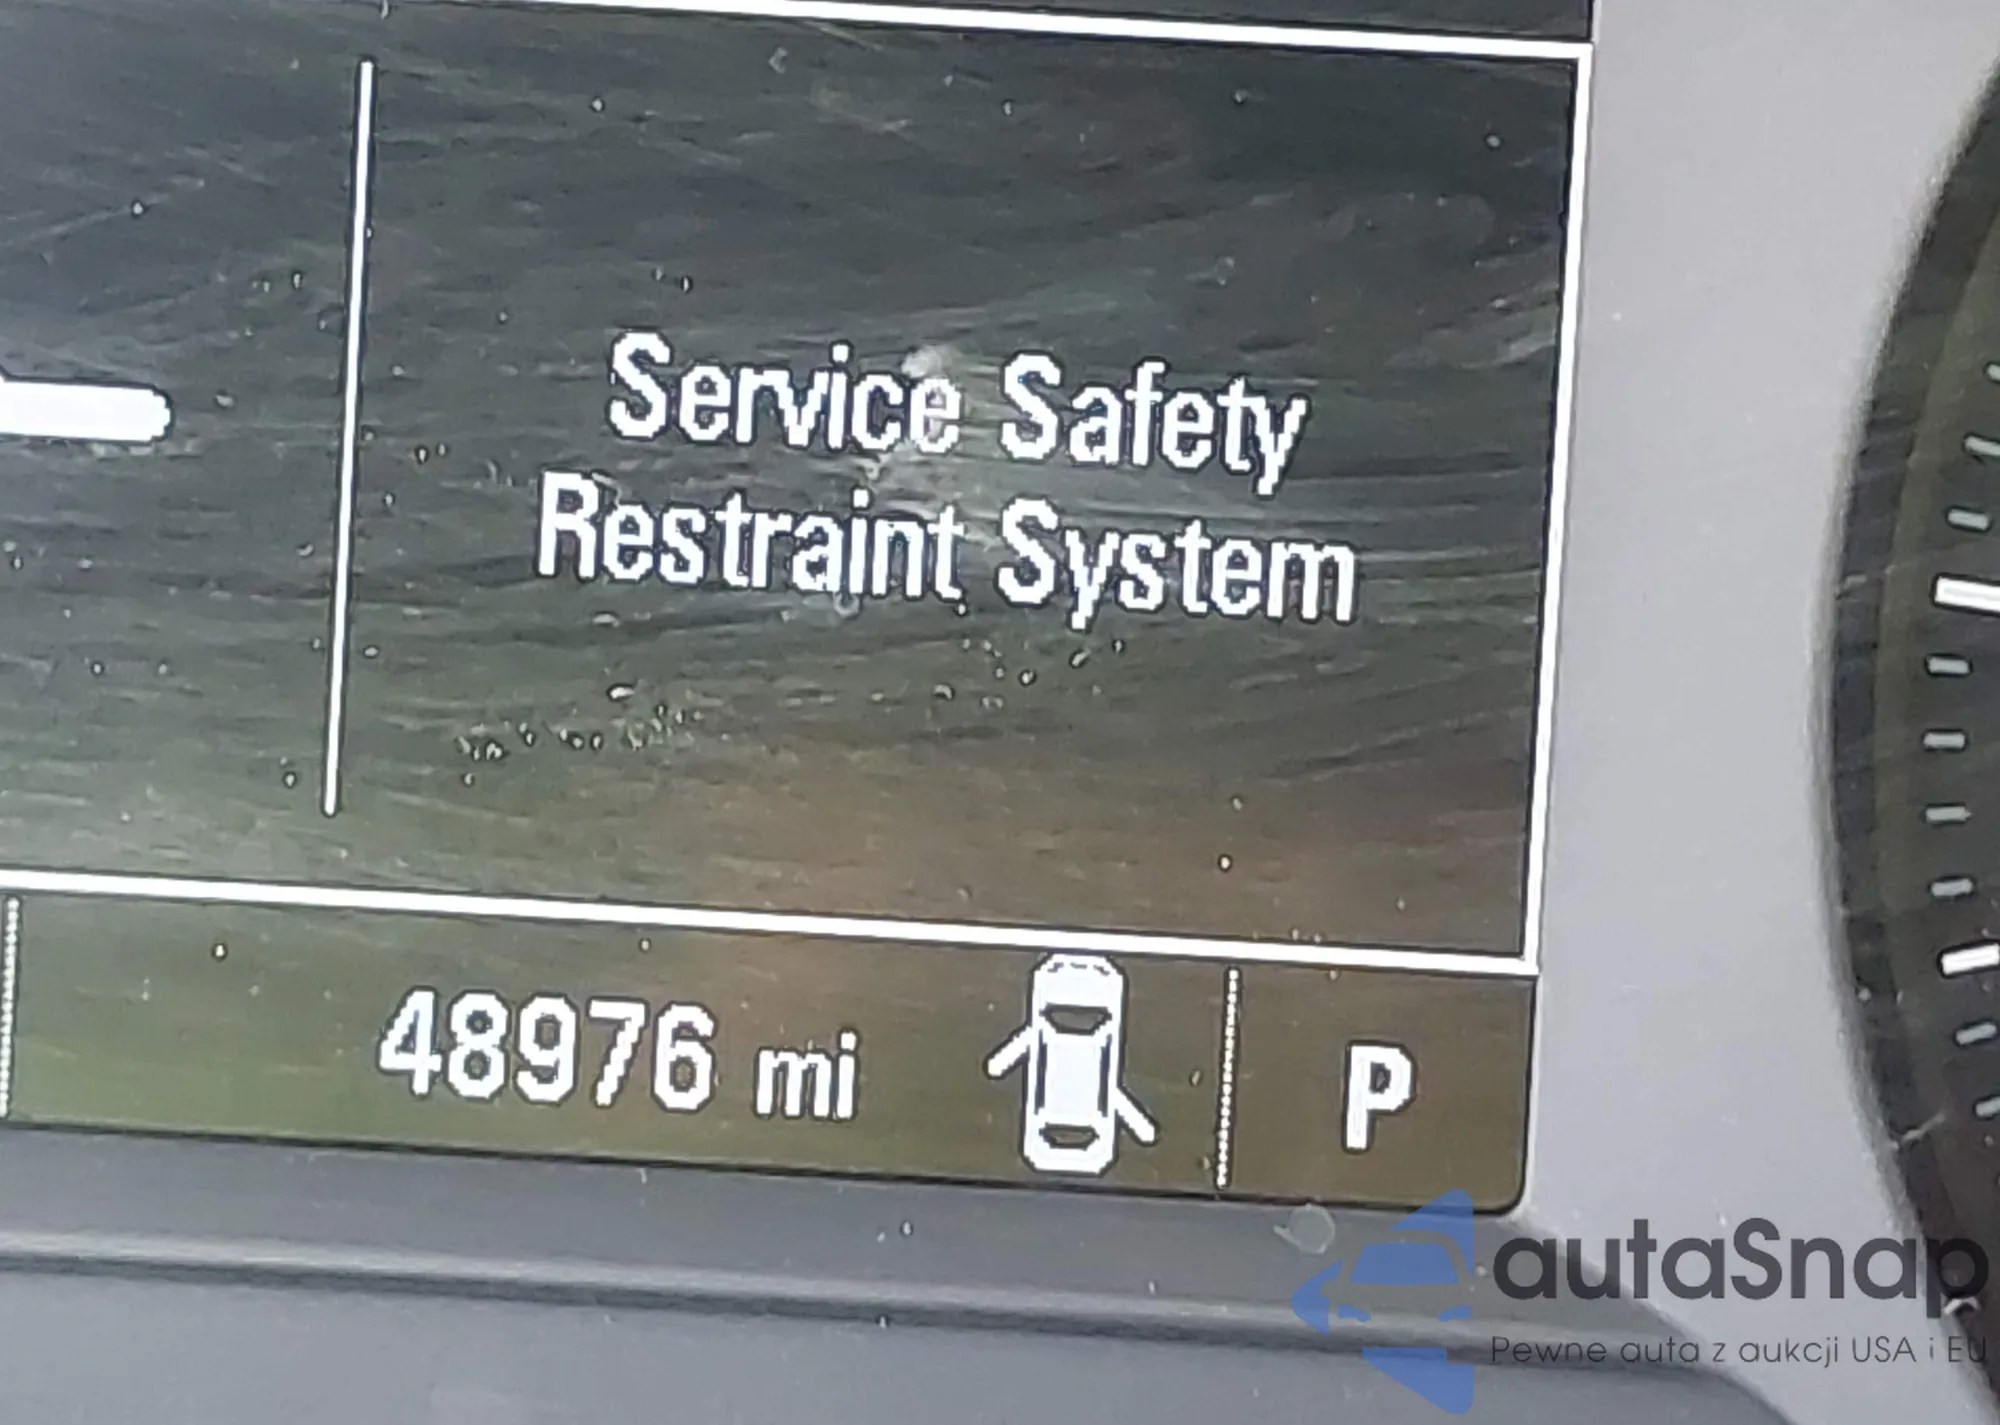 Service Safety
Restraint System
48976 mi
P
autaSnap
Pewne auta z aukcji USA i EU